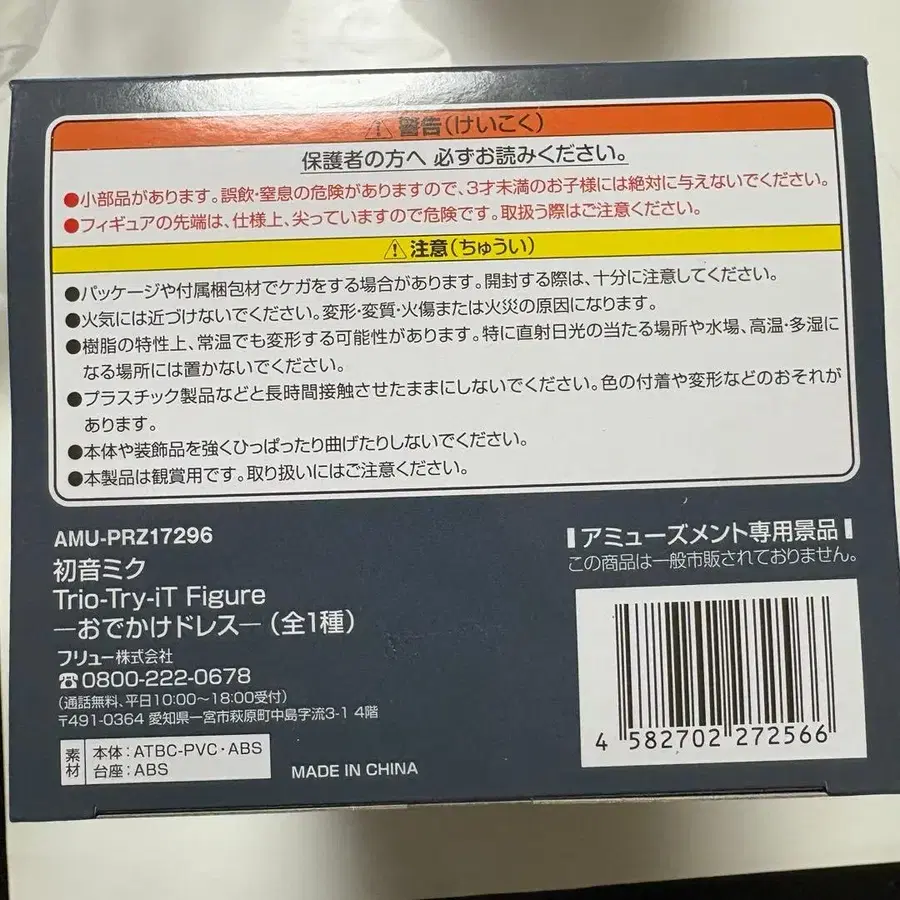 ⚠警告(けいこく)
保護者の方へ 必ずお読みください。
●小部品があります。誤飲・窒息の危険がありますので、3才未満のお子様には絶対に与えないでください。
●フィギュアの先端は、仕様上、尖っていますので危険です。取扱う際はご注意ください。
⚠注意(ちゅうい)
●パッケージや付属梱包材でケガをする場合があります。開封する際は、十分に注意してください。
●火気には近づけないでください。変形・変質・火傷または火災の原因になります。
●樹脂の特性上、常温でも変形する可能性があります。特に直射日光の当たる場所や水場、高温・多湿に
なる場所には置かないでください。
●プラスチック製品などと長時間接触させたままにしないでください。色の付着や変形などのおそれが
あります。
●本体や装飾品を強くひっぱったり曲げたりしないでください。
●本製品は観賞用です。取り扱いにはご注意ください。
AMU-PRZ17296
初音ミク
Trio-Try-iT Figure
―おでかけドレス―(全1種)
フリュー株式会社
☎0800-222-0678
(通話無料、平日10:00～18:00受付)
〒491-0364 愛知県一宮市萩原町中島字流3-1 4階
素材
本体:ATBC-PVC・ABS
台座:ABS
MADE IN CHINA
アミューズメント専用景品
この商品は一般市販されておりません。
4 582702 272566